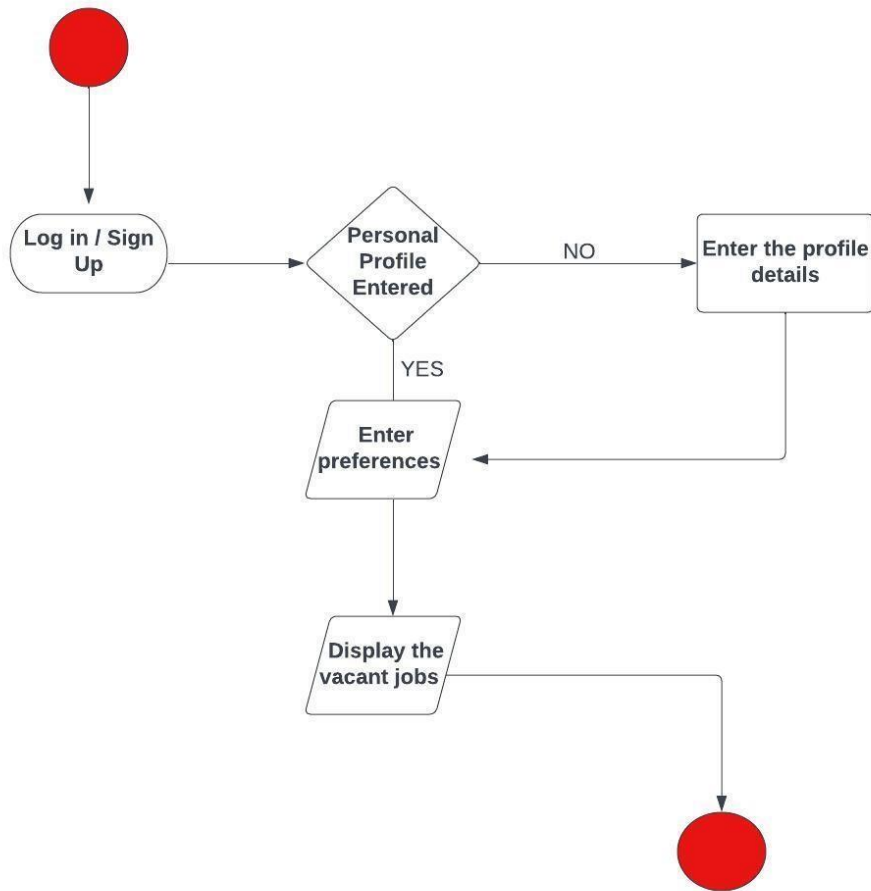 Log in / Sign
Up
Personal
Profile
Entered
NO
Enter the profile
details
YES
Enter
preferences
Display the
vacant jobs